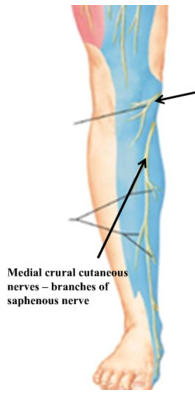 Medial crural cutaneous
nerves – branches of
saphenous nerve